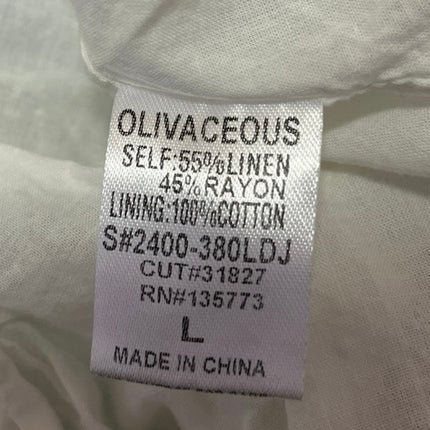 OLIVACEOUS
SELF:55%LINEN
45%RAYON
LINING:100%COTTON
S#2400-380LDJ
CUT#31827
RN#135773
L
MADE IN CHINA